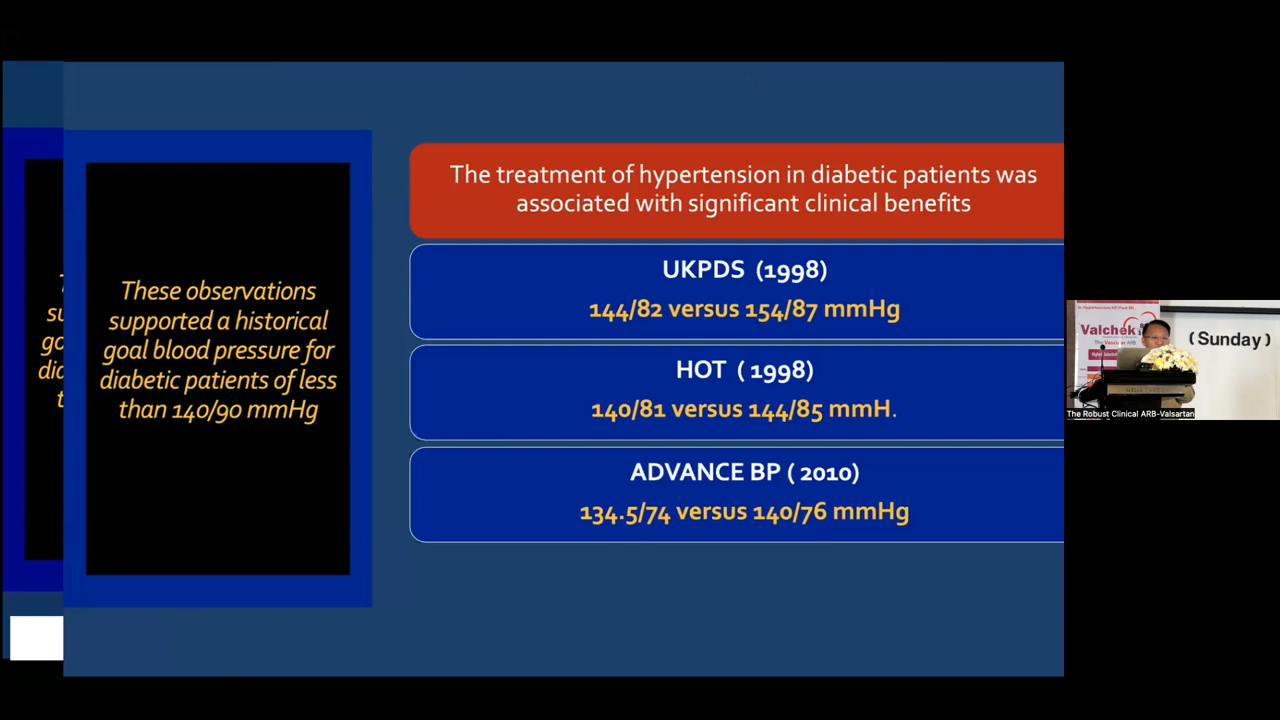 These observations
supported a historical
goal blood pressure for
diabetic patients of less
than 140/90 mmHg
The treatment of hypertension in diabetic patients was
associated with significant clinical benefits
UKPDS (1998)
144/82 versus 154/87 mmHg
HOT ( 1998)
140/81 versus 144/85 mmH.
ADVANCE BP ( 2010)
134.5/74 versus 140/76 mmHg
Valchek
The Vascular ARB
(Sunday)
The Robust Clinical ARB-Valsartan